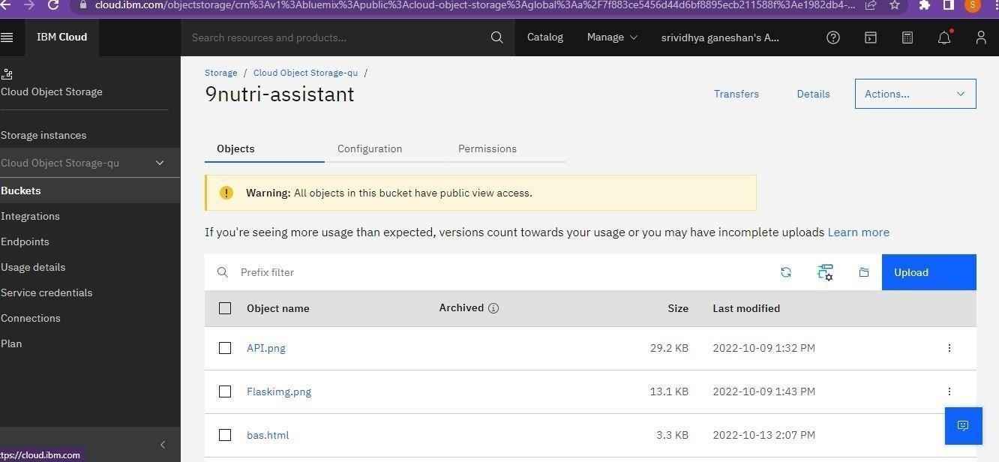 cloud.ibm.com/objectstorage/crn%3Av1%3Abluemix%3Apublic%3Acloud-object-storage%3Aglobal%3Aa%2F7f883ce5456d44d6bf8895ecb211588f%3Ae1982db4-...
S
IBM Cloud
Search resources and products...
Catalog
Manage
srividhya ganeshan's A...
Cloud Object Storage
Storage instances
Cloud Object Storage-qu
Buckets
Integrations
Endpoints
Usage details
Service credentials
Connections
Plan
Storage / Cloud Object Storage-qu /
9nutri-assistant
Transfers
Details
Actions...
Objects
Configuration
Permissions
Warning: All objects in this bucket have public view access.
If you're seeing more usage than expected, versions count towards your usage or you may have incomplete uploads Learn more
Prefix filter
Upload
Object name Archived Size Last modified
API.png 29.2 KB 2022-10-09 1:32 PM
Flaskimg.png 13.1 KB 2022-10-09 1:43 PM
bas.html 3.3 KB 2022-10-13 2:07 PM
ttps://cloud.ibm.com